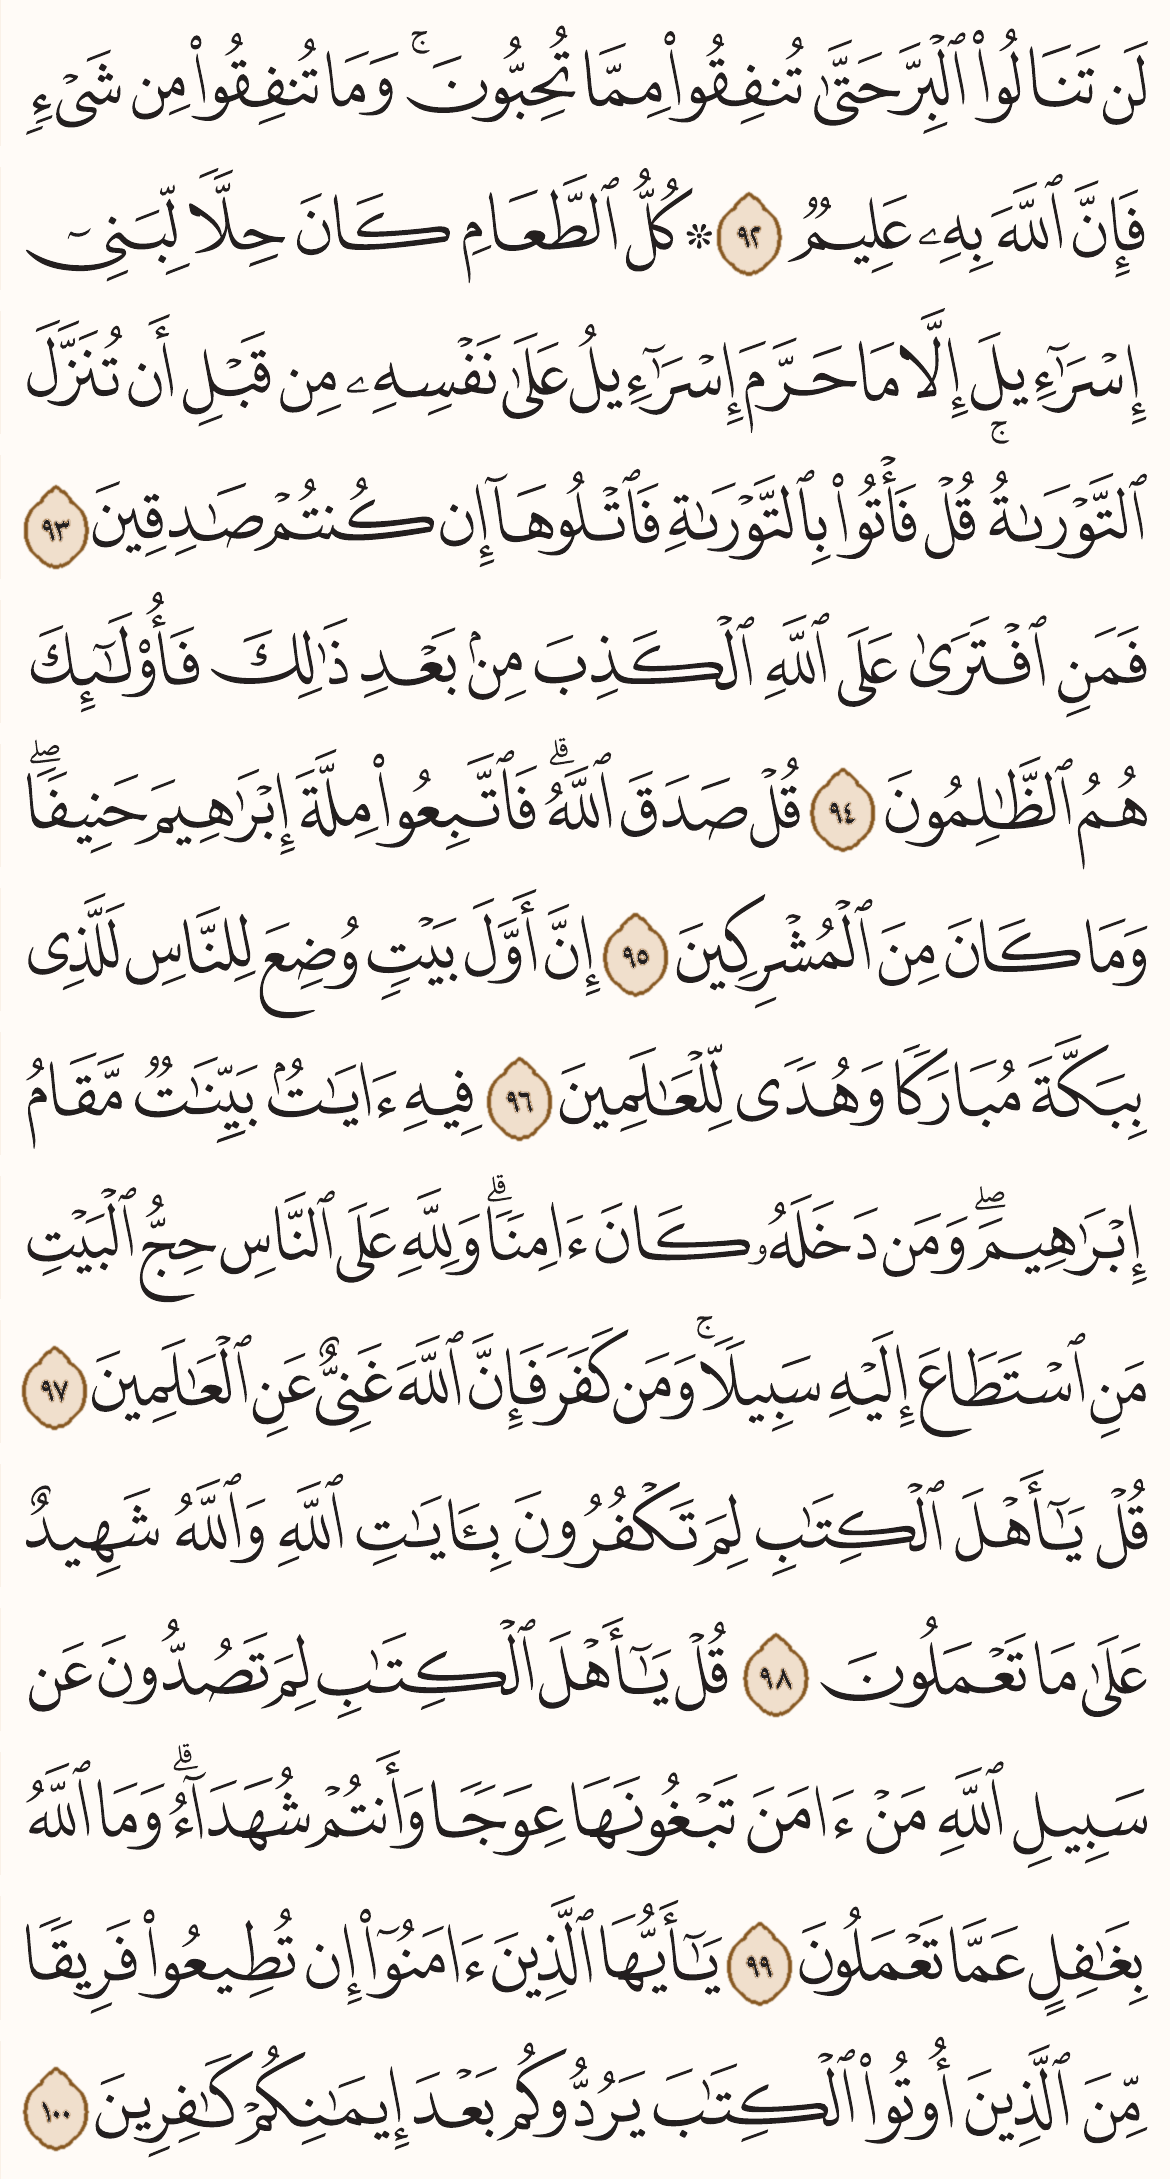 لَن تَنَالُوا۟ ٱلۡبِرَّ حَتَّىٰ تُنفِقُوا۟ مِمَّا تُحِبُّونَۚ وَمَا تُنفِقُوا۟ مِن شَىۡءٍ
فَإِنَّ ٱللَّهَ بِهِۦ عَلِيمٌ ٩٢ ۞ كُلُّ ٱلطَّعَامِ كَانَ حِلًّا لِّبَنِىٓ
إِسۡرَٰٓءِيلَ إِلَّا مَا حَرَّمَ إِسۡرَٰٓءِيلُ عَلَىٰ نَفۡسِهِۦ مِن قَبۡلِ أَن تُنَزَّلَ
ٱلتَّوۡرَىٰةُۚ قُلۡ فَأۡتُوا۟ بِٱلتَّوۡرَىٰةِ فَٱتۡلُوهَآ إِن كُنتُمۡ صَٰدِقِينَ ٩٣
فَمَنِ ٱفۡتَرَىٰ عَلَى ٱللَّهِ ٱلۡكَذِبَ مِنۢ بَعۡدِ ذَٰلِكَ فَأُو۟لَٰٓئِكَ
هُمُ ٱلظَّٰلِمُونَ ٩٤ قُلۡ صَدَقَ ٱللَّهُۗ فَٱتَّبِعُوا۟ مِلَّةَ إِبۡرَٰهِيمَ حَنِيفًاۖ
وَمَا كَانَ مِنَ ٱلۡمُشۡرِكِينَ ٩٥ إِنَّ أَوَّلَ بَيۡتٍ وُضِعَ لِلنَّاسِ لَلَّذِى
بِبَكَّةَ مُبَارَكًا وَهُدًى لِّلۡعَٰلَمِينَ ٩٦ فِيهِ ءَايَٰتٌۢ بَيِّنَٰتٌ مَّقَامُ
إِبۡرَٰهِيمَۖ وَمَن دَخَلَهُۥ كَانَ ءَامِنًاۗ وَلِلَّهِ عَلَى ٱلنَّاسِ حِجُّ ٱلۡبَيۡتِ
مَنِ ٱسۡتَطَاعَ إِلَيۡهِ سَبِيلًاۚ وَمَن كَفَرَ فَإِنَّ ٱللَّهَ غَنِىٌّ عَنِ ٱلۡعَٰلَمِينَ ٩٧
قُلۡ يَٰٓأَهۡلَ ٱلۡكِتَٰبِ لِمَ تَكۡفُرُونَ بِـَٔايَٰتِ ٱللَّهِ وَٱللَّهُ شَهِيدٌ
عَلَىٰ مَا تَعۡمَلُونَ ٩٨ قُلۡ يَٰٓأَهۡلَ ٱلۡكِتَٰبِ لِمَ تَصُدُّونَ عَن
سَبِيلِ ٱللَّهِ مَنۡ ءَامَنَ تَبۡغُونَهَا عِوَجًا وَأَنتُمۡ شُهَدَآءُۗ وَمَا ٱللَّهُ
بِغَٰفِلٍ عَمَّا تَعۡمَلُونَ ٩٩ يَٰٓأَيُّهَا ٱلَّذِينَ ءَامَنُوٓا۟ إِن تُطِيعُوا۟ فَرِيقًا
مِّنَ ٱلَّذِينَ أُوتُوا۟ ٱلۡكِتَٰبَ يَرُدُّوكُم بَعۡدَ إِيمَٰنِكُمۡ كَٰفِرِينَ ١٠٠